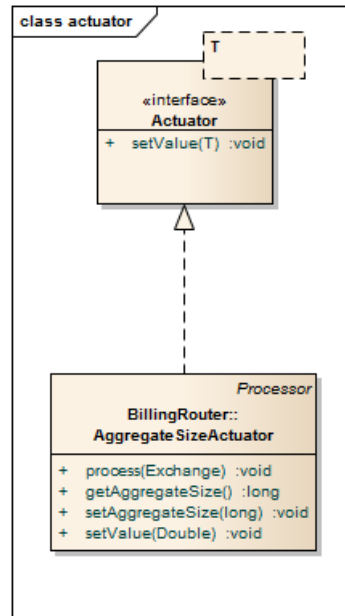 class actuator
T
«interface»
Actuator
+ setValue(T) :void
Processor
BillingRouter::
AggregateSizeActuator
+ process(Exchange) :void
+ getAggregateSize() :long
+ setAggregateSize(long) :void
+ setValue(Double) :void